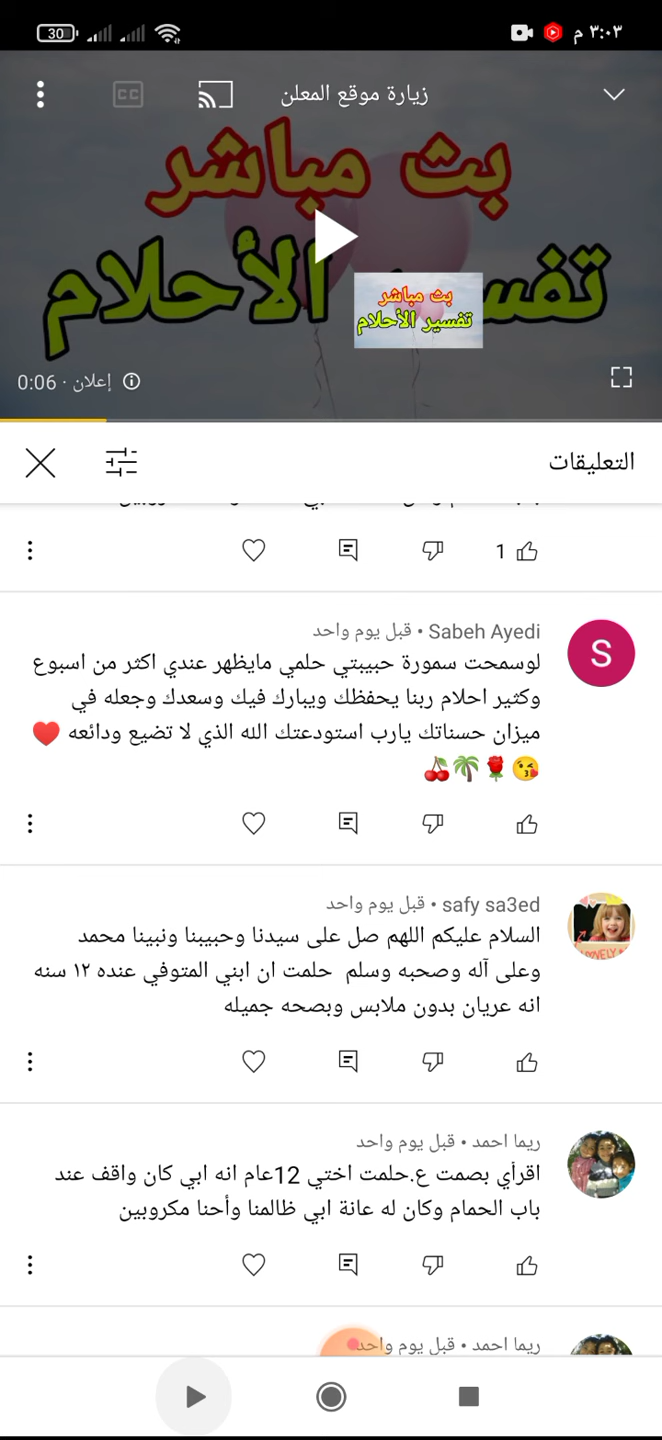 30
٣:٠٣ م
زيارة موقع المعلن
CC
بث مباشر
تفسير الأحلام
بث مباشر
تفسير الأحلام
إعلان · 0:06
التعليقات
1
Sabeh Ayedi • قبل يوم واحد
S
لوسمحت سمورة حبيبتي حلمي مايظهر عندي اكثر من اسبوع
وكثير احلام ربنا يحفظك ويبارك فيك وسعدك وجعله في
ميزان حسناتك يارب استودعتك الله الذي لا تضيع ودائعه ♥️
😘🌹🌴🍒
safy sa3ed • قبل يوم واحد
السلام عليكم اللهم صل على سيدنا وحبيبنا ونبينا محمد
وعلى آله وصحبه وسلم حلمت ان ابني المتوفي عنده ١٢ سنه
انه عريان بدون ملابس وبصحه جميله
ريما احمد • قبل يوم واحد
اقرأي بصمت ع.حلمت اختي 12عام انه ابي كان واقف عند
باب الحمام وكان له عانة ابي ظالمنا وأحنا مكروبين
ريما احمد • قبل يوم واحد